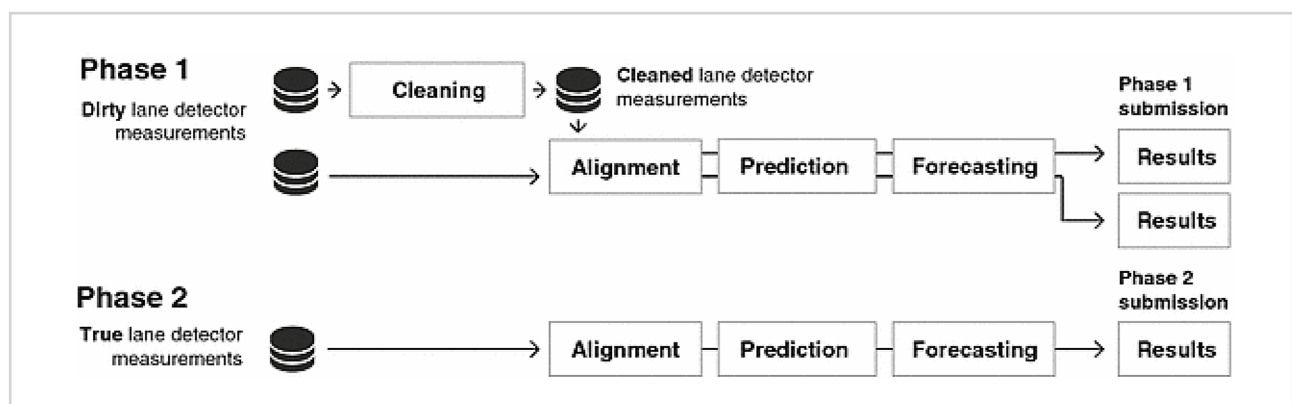 Phase 1
Dirty lane detector
measurements
Cleaning
Cleaned lane detector
measurements
Alignment
Prediction
Forecasting
Phase 1
submission
Results
Results
Phase 2
True lane detector
measurements
Alignment
Prediction
Forecasting
Phase 2
submission
Results